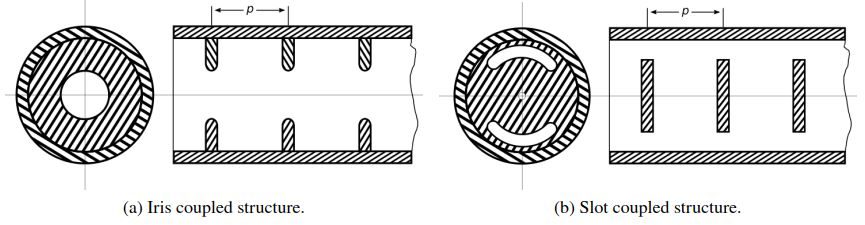 p
p
(a) Iris coupled structure.
(b) Slot coupled structure.